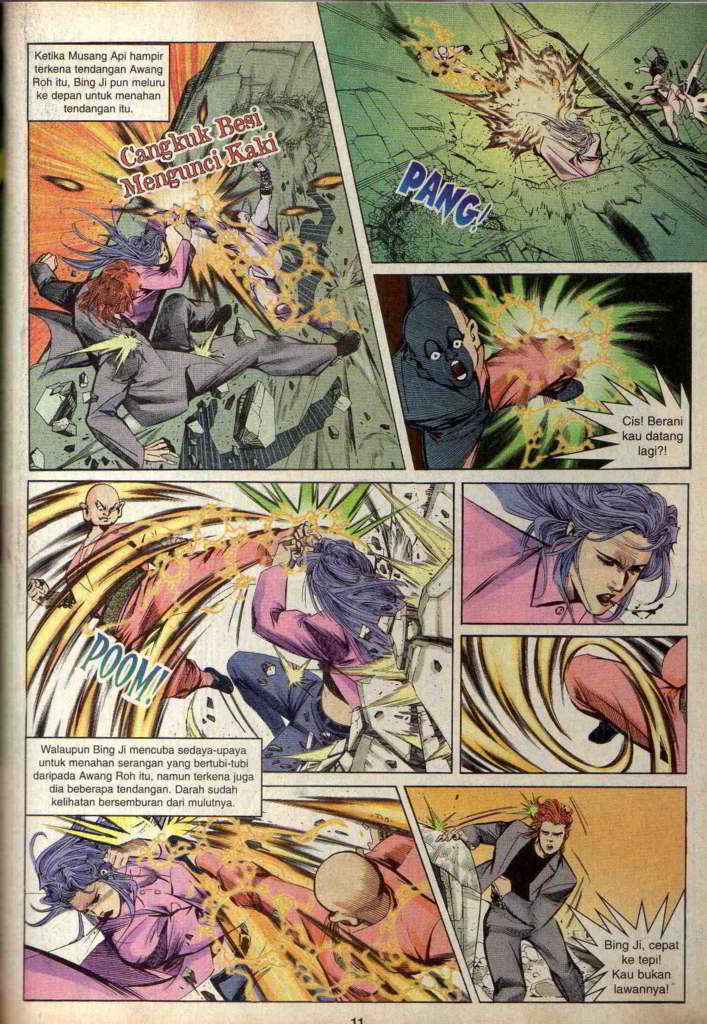 Ketika Musang Api hampir
terkena tendangan Awang
Roh itu, Bing Ji pun meluru
ke depan untuk menahan
tendangan itu.
Cangkuk Besi
Mengunci Kaki
PANG!
Cis! Berani
kau datang
lagi?!
POOM!
Walaupun Bing Ji mencuba sedaya-upaya
untuk menahan serangan yang bertubi-tubi
daripada Awang Roh itu, namun terkena juga
dia beberapa tendangan. Darah sudah
kelihatan bersemburan dari mulutnya.
Bing Ji, cepat
ke tepi!
Kau bukan
lawannya!
11